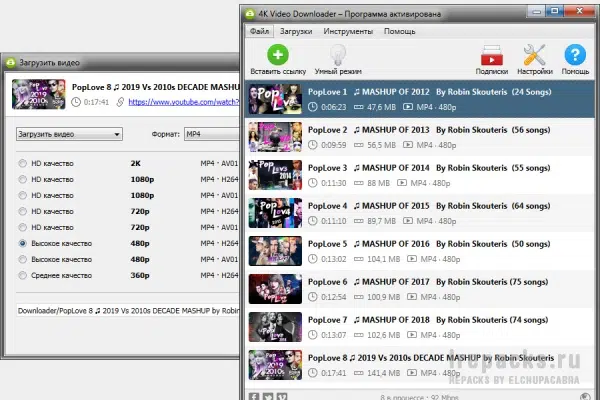 Загрузить видео
PopLove 8 ♫ 2019 Vs 2010s DECADE MASHUP
0:17:41 https://www.youtube.com/watch?
Загрузить видео Формат: MP4
HD качество 2K MP4 · AV01
HD качество 1080p MP4 · AV01
HD качество 1080p MP4 · H264
HD качество 720p MP4 · AV01
HD качество 720p MP4 · H264
Высокое качество 480p MP4 · H264
Высокое качество 480p MP4 · AV01
Среднее качество 360p MP4 · H264
Downloader/PopLove 8 ♫ 2019 Vs 2010s DECADE MASHUP by Robin
4K Video Downloader – Программа активирована
Файл Загрузки Инструменты Помощь
Вставить ссылку Умный режим Подписки Настройки Помощь
PopLove 1 ♫ MASHUP OF 2012 By Robin Skouteris (24 Songs)
0:06:23 47,6 MB MP4 · 480p
PopLove 2 ♫ MASHUP OF 2013 By Robin Skouteris (56 songs)
0:09:59 56,5 MB MP4 · 480p
PopLove 3 ♫ MASHUP OF 2014 By Robin Skouteris (55 songs)
0:11:30 88 MB MP4 · 480p
PopLove 4 ♫ MASHUP OF 2015 By Robin Skouteris (64 songs)
0:11:10 89,7 MB MP4 · 480p
PopLove 5 ♫ MASHUP OF 2016 By Robin Skouteris (50 songs)
0:13:02 104,1 MB MP4 · 480p
PopLove 6 ♫ MASHUP OF 2017 By Robin Skouteris (75 songs)
0:12:54 100,9 MB MP4 · 480p
PopLove 7 ♫ MASHUP OF 2018 By Robin Skouteris (74 songs)
0:13:07 102,6 MB MP4 · 480p
PopLove 8 ♫ 2019 Vs 2010s DECADE MASHUP by Robin Skouteris
0:17:41 141,4 MB MP4 · 480p
lrepacks.ru
REPACKS BY ELCHUPACABRA
8 в процессе · 92 Mbps